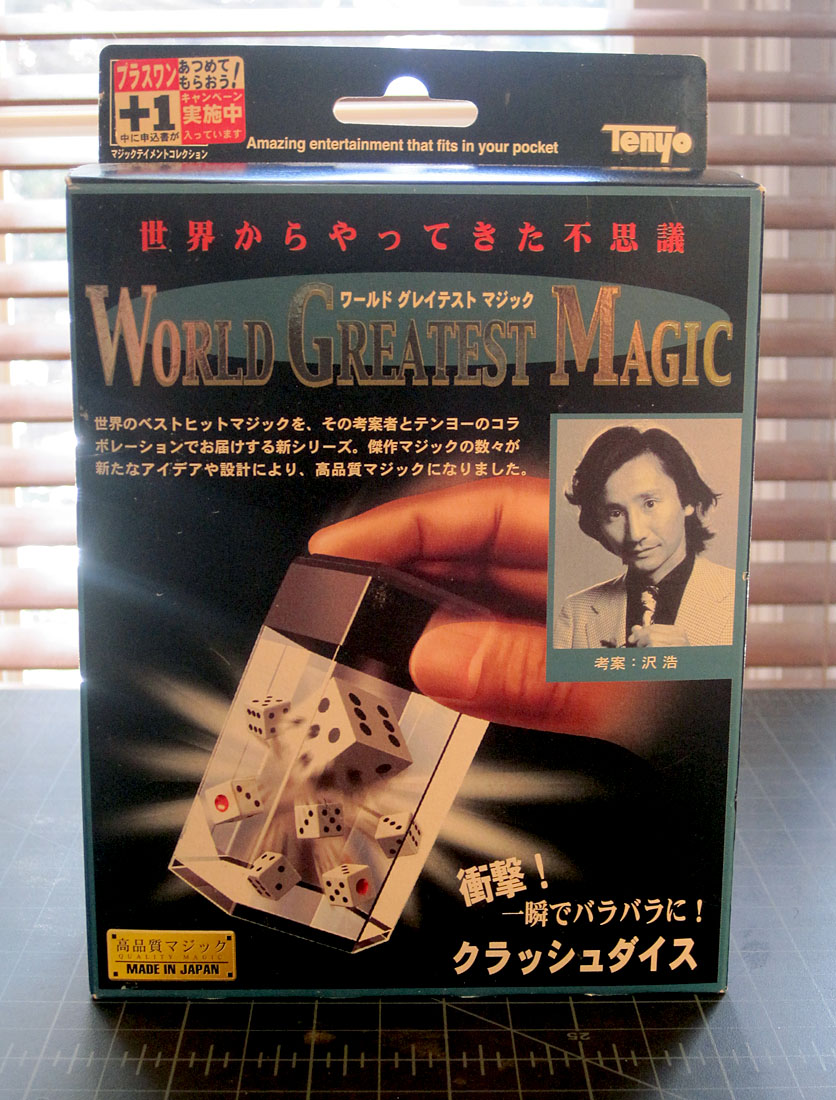 プラスワン
+1
中に申込書が
あつめて
もらおう!
キャンペーン
実施中
入っています
マジックテイメントコレクション
Amazing entertainment that fits in your pocket
Tenyo
世界からやってきた不思議
ワールド グレイテスト マジック
WORLD GREATEST MAGIC
世界のベストヒットマジックを、その考案者とテンヨーのコラ
ボレーションでお届けする新シリーズ。傑作マジックの数々が
新たなアイデアや設計により、高品質マジックになりました。
考案:沢 浩
衝撃!
一瞬でバラバラに!
クラッシュダイス
高品質マジック
QUALITY MAGIC
MADE IN JAPAN
25